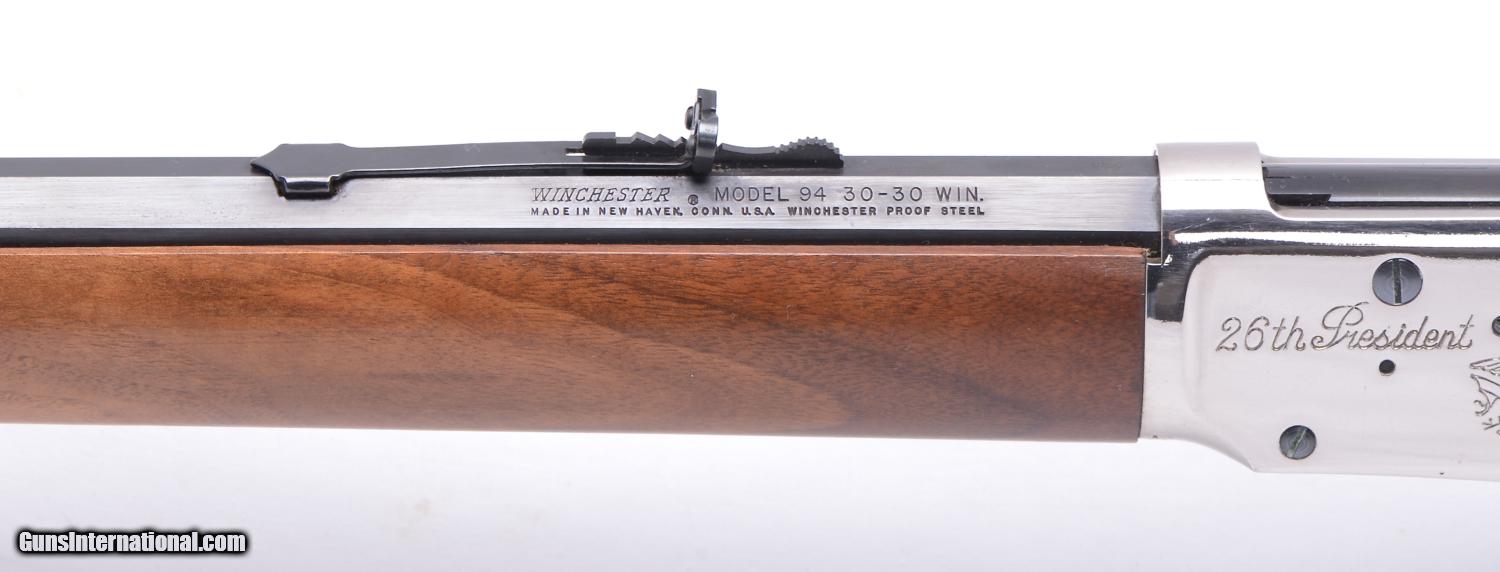 WINCHESTER ® MODEL 94 30-30 WIN.
MADE IN NEW HAVEN, CONN. U.S.A. WINCHESTER PROOF STEEL
26th President
GunsInternational.com